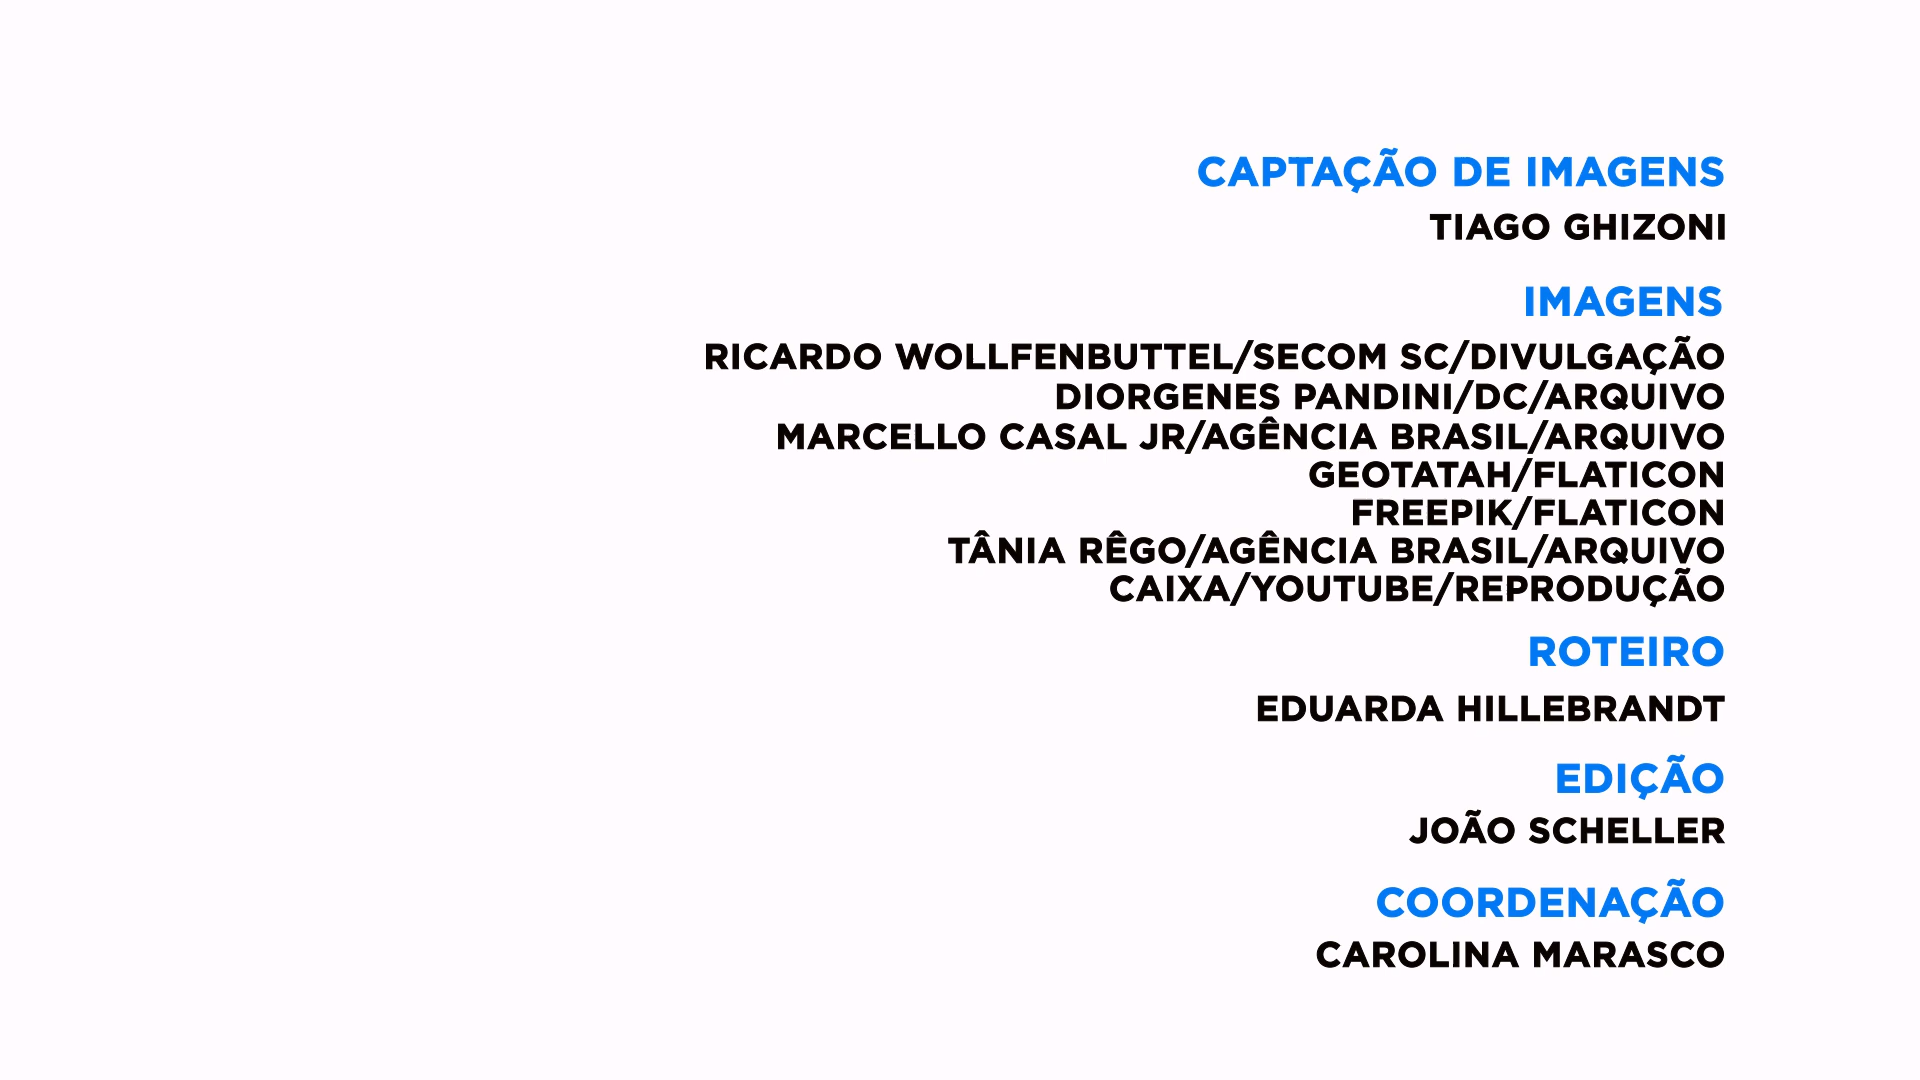 CAPTAÇÃO DE IMAGENS
TIAGO GHIZONI
IMAGENS
RICARDO WOLLFENBUTTEL/SECOM SC/DIVULGAÇÃO
DIORGENES PANDINI/DC/ARQUIVO
MARCELLO CASAL JR/AGÊNCIA BRASIL/ARQUIVO
GEOTATAH/FLATICON
FREEPIK/FLATICON
TÂNIA RÊGO/AGÊNCIA BRASIL/ARQUIVO
CAIXA/YOUTUBE/REPRODUÇÃO
ROTEIRO
EDUARDA HILLEBRANDT
EDIÇÃO
JOÃO SCHELLER
COORDENAÇÃO
CAROLINA MARASCO